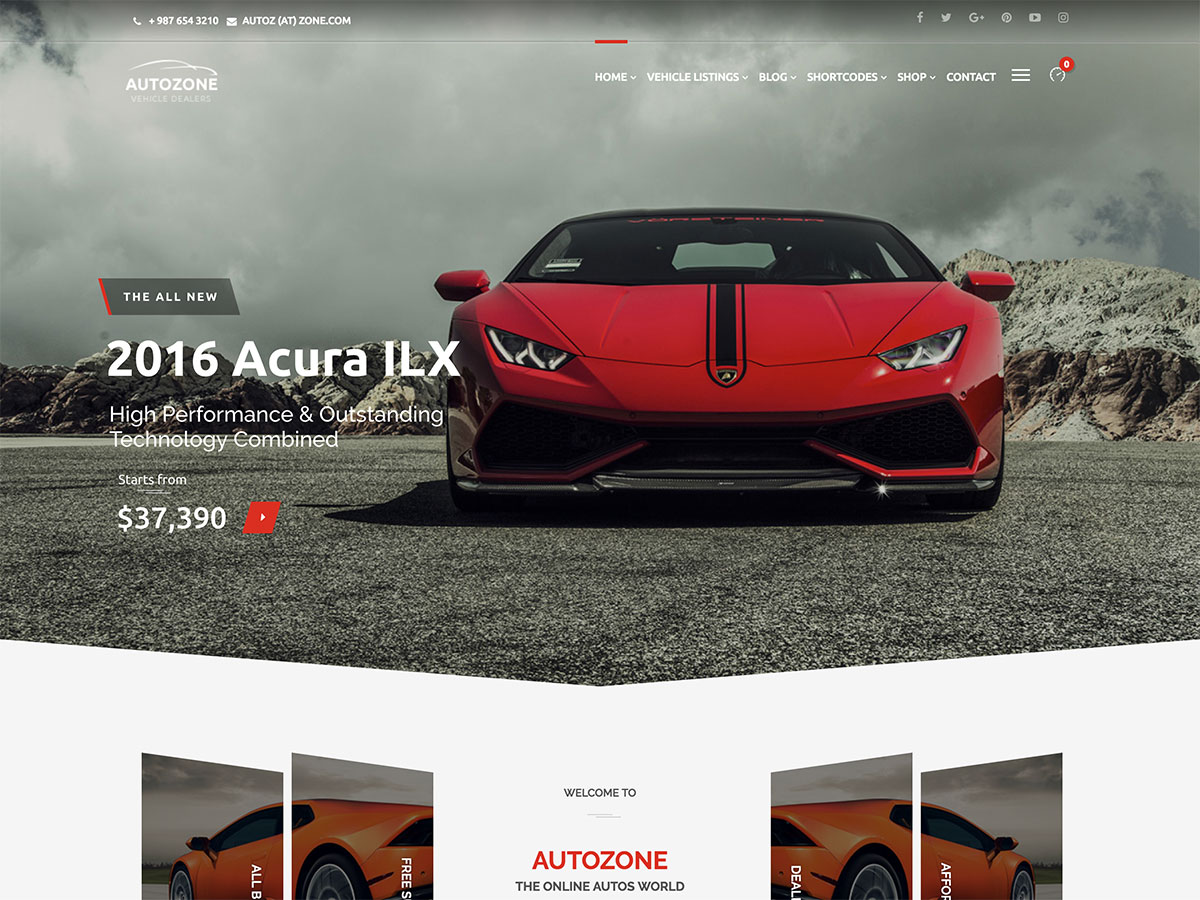 + 987 654 3210 AUTOZ (AT) ZONE.COM
AUTOZONE
VEHICLE DEALERS
HOME VEHICLE LISTINGS BLOG SHORTCODES SHOP CONTACT
0
VORSTEINER
THE ALL NEW
2016 Acura ILX
High Performance & Outstanding
Technology Combined
Starts from
$37,390
WELCOME TO
AUTOZONE
THE ONLINE AUTOS WORLD
ALL B
FREE S
DEAL
AFFOR